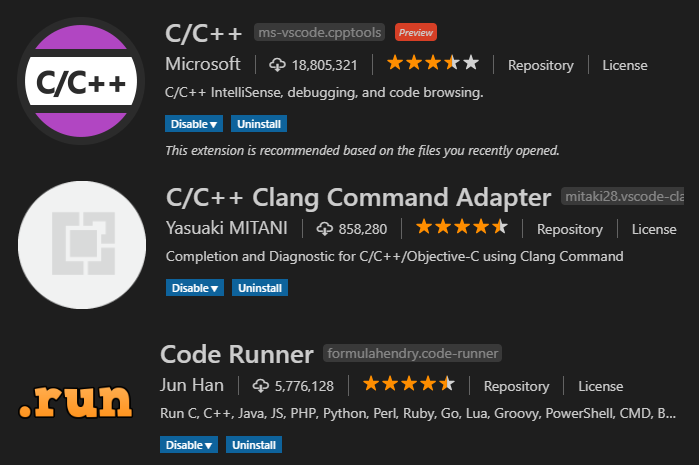 C/C++ ms-vscode.cpptools Preview
C/C++
Microsoft 18,805,321 Repository License
C/C++ IntelliSense, debugging, and code browsing.
Disable Uninstall
This extension is recommended based on the files you recently opened.
C/C++ Clang Command Adapter mitaki28.vscode-cla
Yasuaki MITANI 858,280 Repository License
Completion and Diagnostic for C/C++/Objective-C using Clang Command
Disable Uninstall
Code Runner formulahendry.code-runner
.run
Jun Han 5,776,128 Repository License
Run C, C++, Java, JS, PHP, Python, Perl, Ruby, Go, Lua, Groovy, PowerShell, CMD, B...
Disable Uninstall